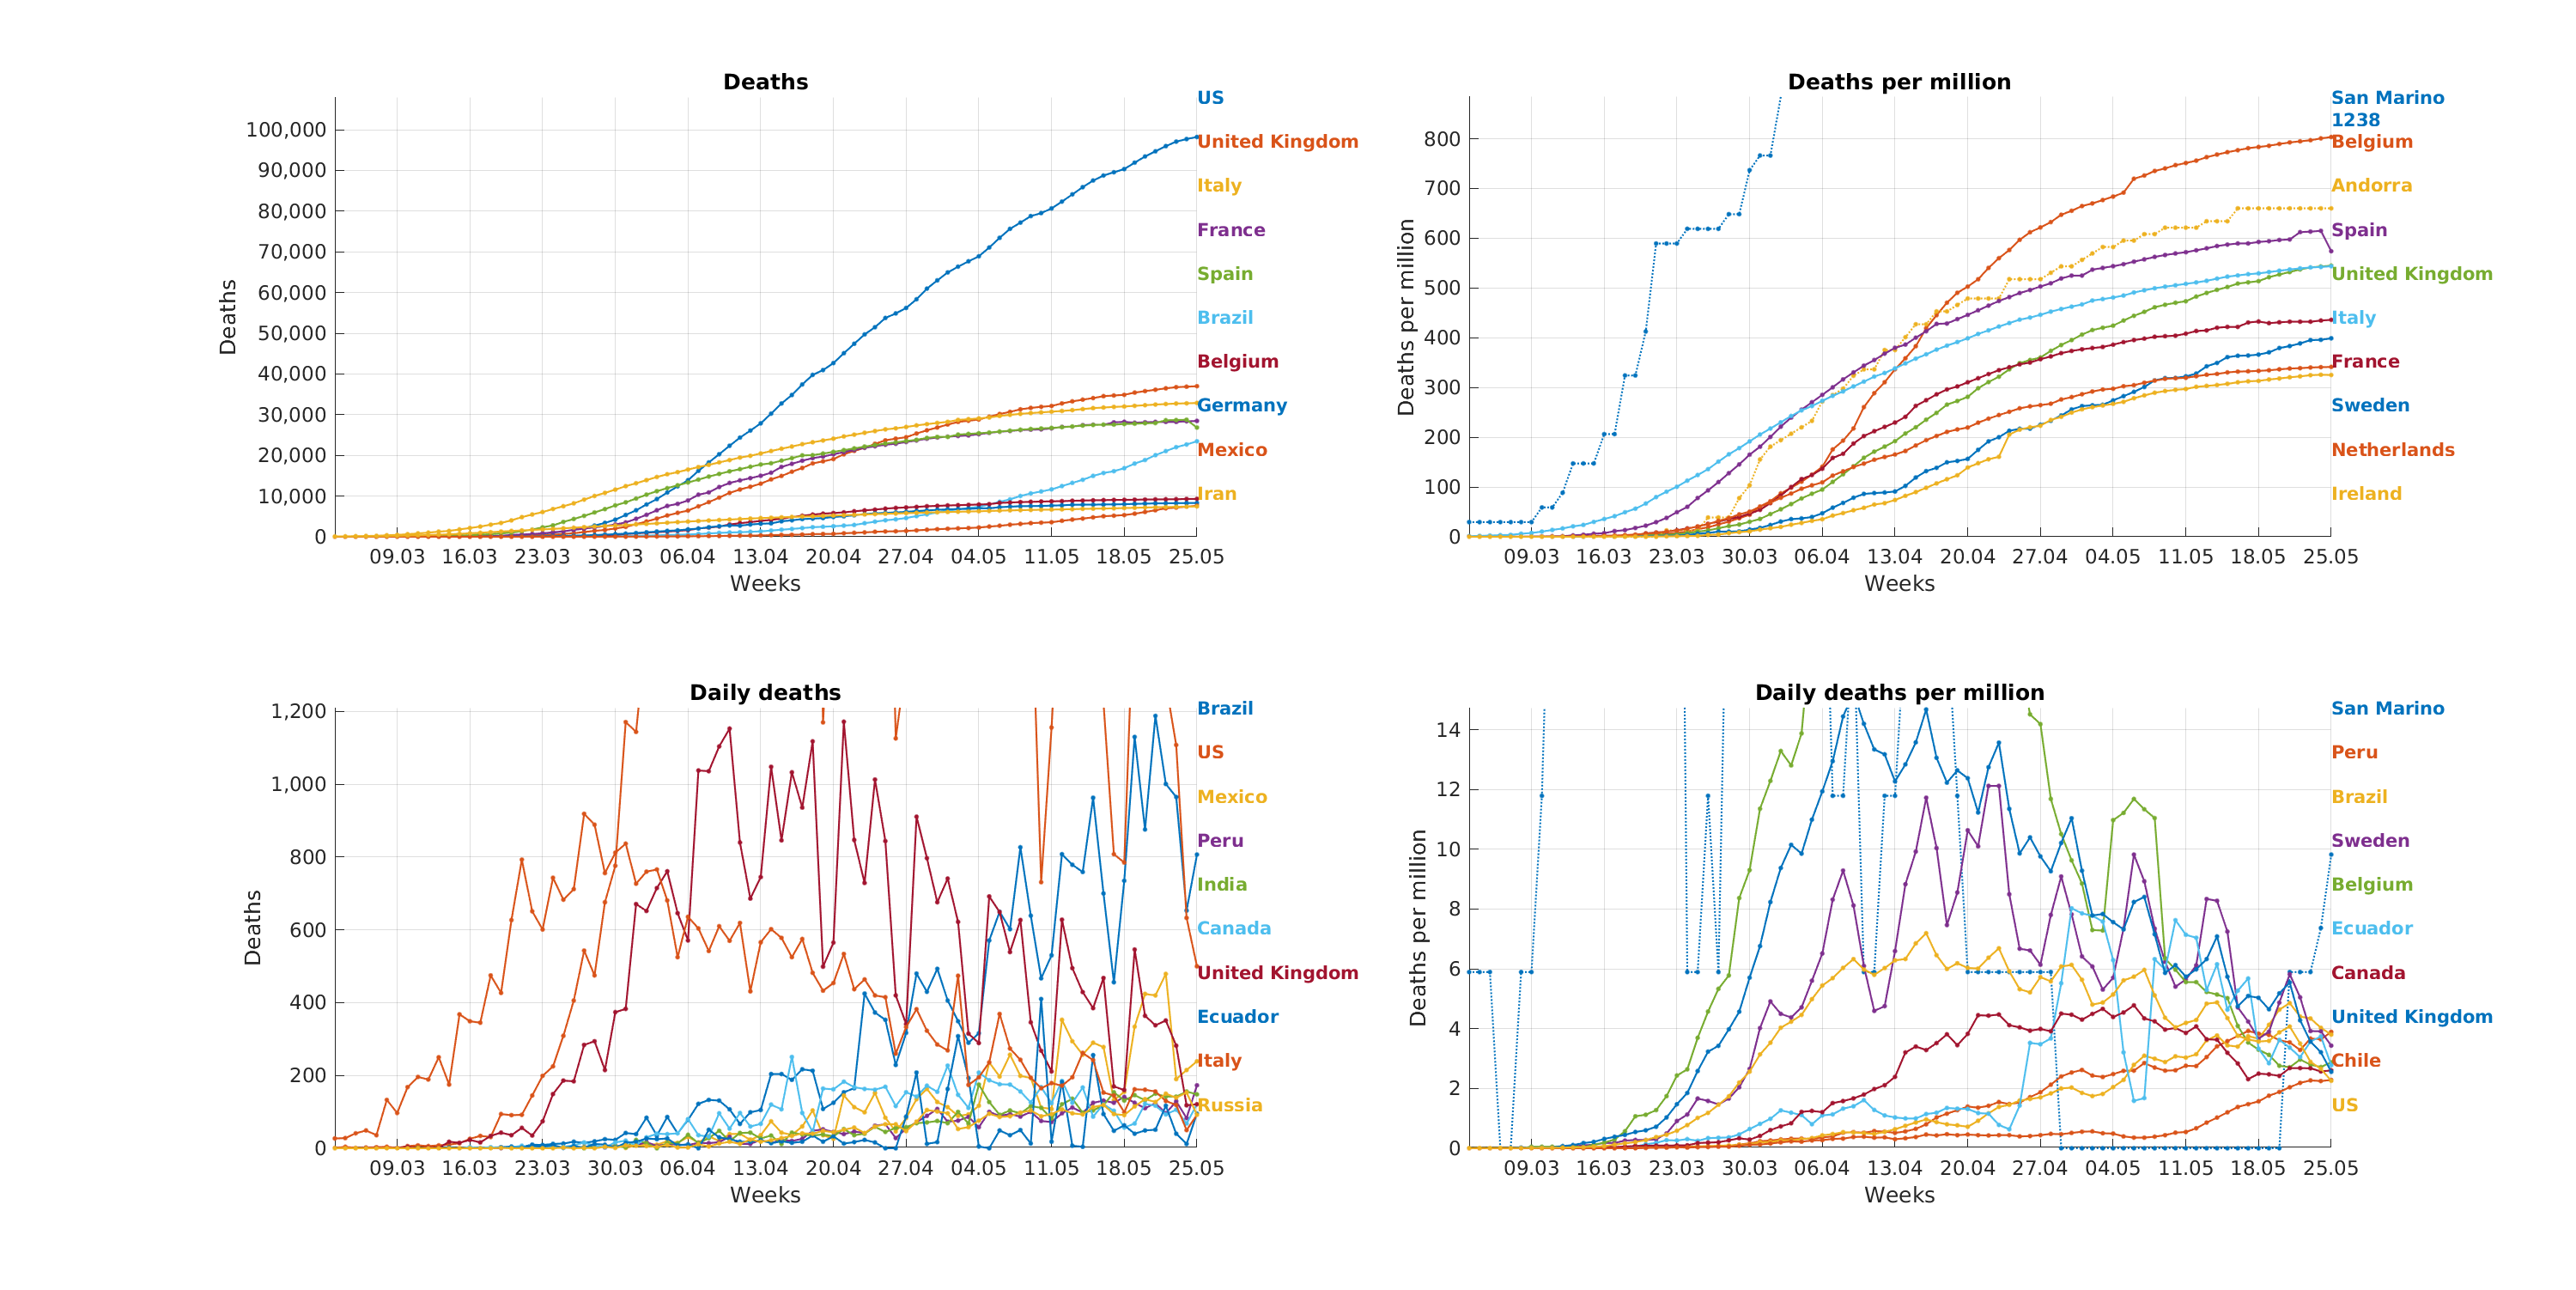 Deaths
Deaths
100,000
90,000
80,000
70,000
60,000
50,000
40,000
30,000
20,000
10,000
0
09.03 16.03 23.03 30.03 06.04 13.04 20.04 27.04 04.05 11.05 18.05 25.05
Weeks
US
United Kingdom
Italy
France
Spain
Brazil
Belgium
Germany
Mexico
Iran
Deaths per million
Deaths per million
800
700
600
500
400
300
200
100
0
09.03 16.03 23.03 30.03 06.04 13.04 20.04 27.04 04.05 11.05 18.05 25.05
Weeks
San Marino
1238
Belgium
Andorra
Spain
United Kingdom
Italy
France
Sweden
Netherlands
Ireland
Daily deaths
Deaths
1,200
1,000
800
600
400
200
0
09.03 16.03 23.03 30.03 06.04 13.04 20.04 27.04 04.05 11.05 18.05 25.05
Weeks
Brazil
US
Mexico
Peru
India
Canada
United Kingdom
Ecuador
Italy
Russia
Daily deaths per million
Deaths per million
14
12
10
8
6
4
2
0
09.03 16.03 23.03 30.03 06.04 13.04 20.04 27.04 04.05 11.05 18.05 25.05
Weeks
San Marino
Peru
Brazil
Sweden
Belgium
Ecuador
Canada
United Kingdom
Chile
US